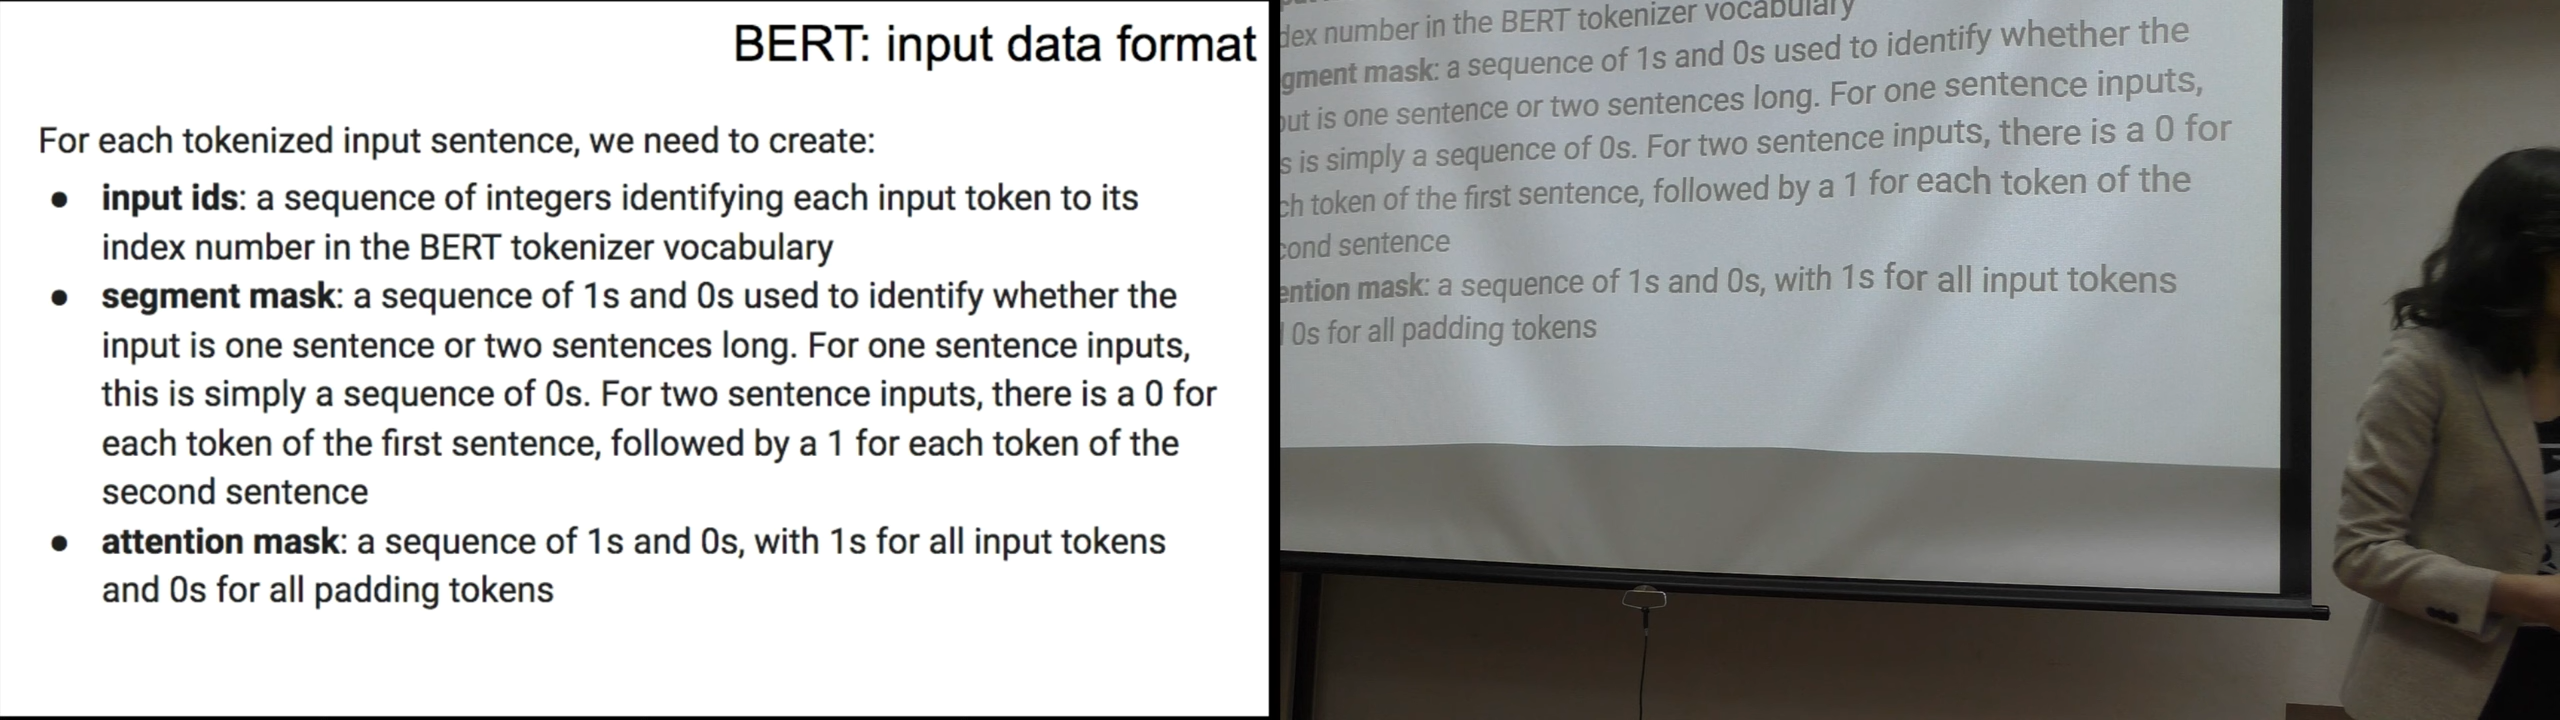 BERT: input data format
For each tokenized input sentence, we need to create:
● input ids: a sequence of integers identifying each input token to its
index number in the BERT tokenizer vocabulary
● segment mask: a sequence of 1s and 0s used to identify whether the
input is one sentence or two sentences long. For one sentence inputs,
this is simply a sequence of 0s. For two sentence inputs, there is a 0 for
each token of the first sentence, followed by a 1 for each token of the
second sentence
● attention mask: a sequence of 1s and 0s, with 1s for all input tokens
and 0s for all padding tokens
dex number in the BERT tokenizer vocabulary
gment mask: a sequence of 1s and 0s used to identify whether the
out is one sentence or two sentences long. For one sentence inputs,
s is simply a sequence of 0s. For two sentence inputs, there is a 0 for
ch token of the first sentence, followed by a 1 for each token of the
cond sentence
ention mask: a sequence of 1s and 0s, with 1s for all input tokens
0s for all padding tokens